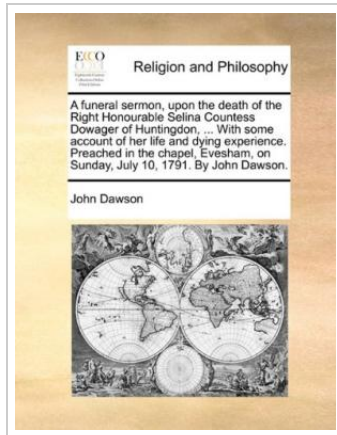 ECCO
Religion and Philosophy
A funeral sermon, upon the death of the
Right Honourable Selina Countess
Dowager of Huntingdon, ... With some
account of her life and dying experience.
Preached in the chapel, Evesham, on
Sunday, July 10, 1791. By John Dawson.
John Dawson